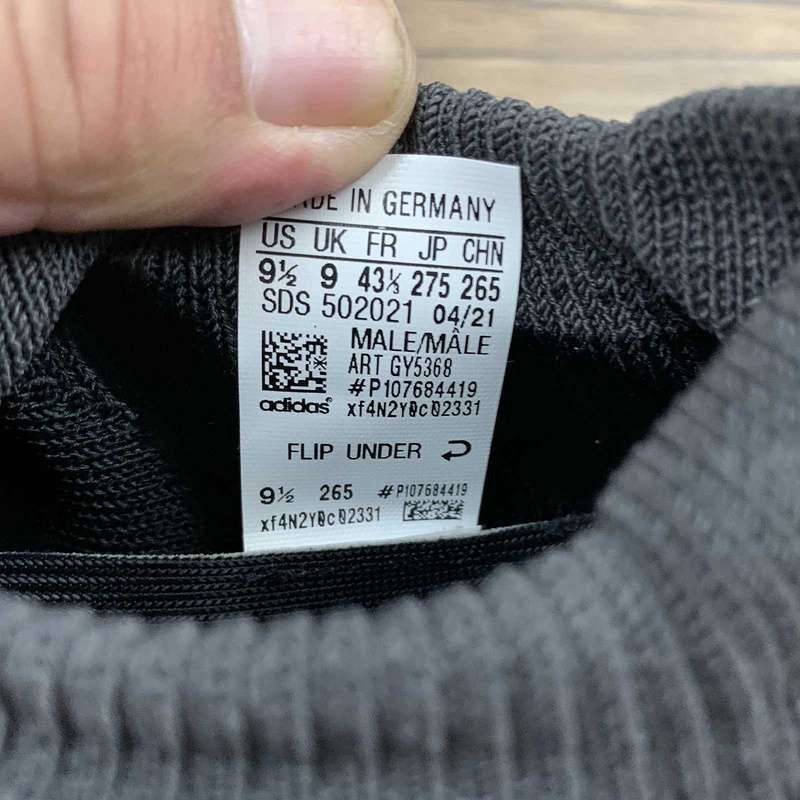 MADE IN GERMANY
US UK FR JP CHN
9½ 9 43⅓ 275 265
SDS 502021 04/21
MALE/MÂLE
ART GY5368
#P107684419
adidas® xf4N2Y0c02331
FLIP UNDER
9½ 265 #P107684419
xf4N2Y0c02331